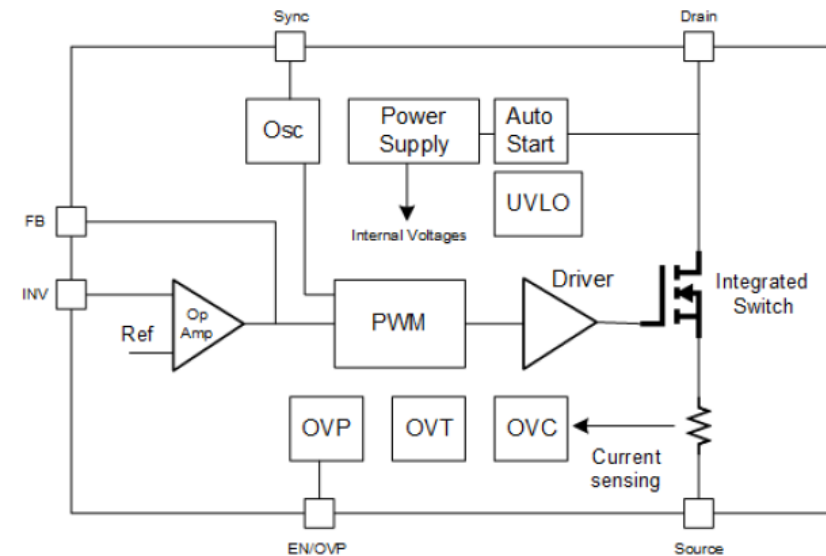 Sync
Drain
Osc
Power
Supply
Auto
Start
UVLO
FB
Internal Voltages
INV
Driver
Integrated
Switch
Op
Amp
Ref
PWM
OVP
OVT
OVC
Current
sensing
EN/OVP
Source